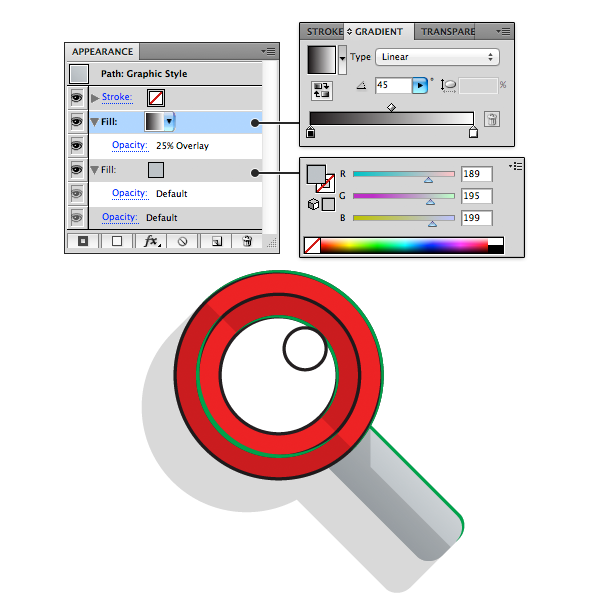 STROKE GRADIENT TRANSPARE
Type Linear
45 ° %
APPEARANCE
Path: Graphic Style
Stroke:
Fill:
Opacity: 25% Overlay
Fill:
Opacity: Default
Opacity: Default
fx
R 189
G 195
B 199